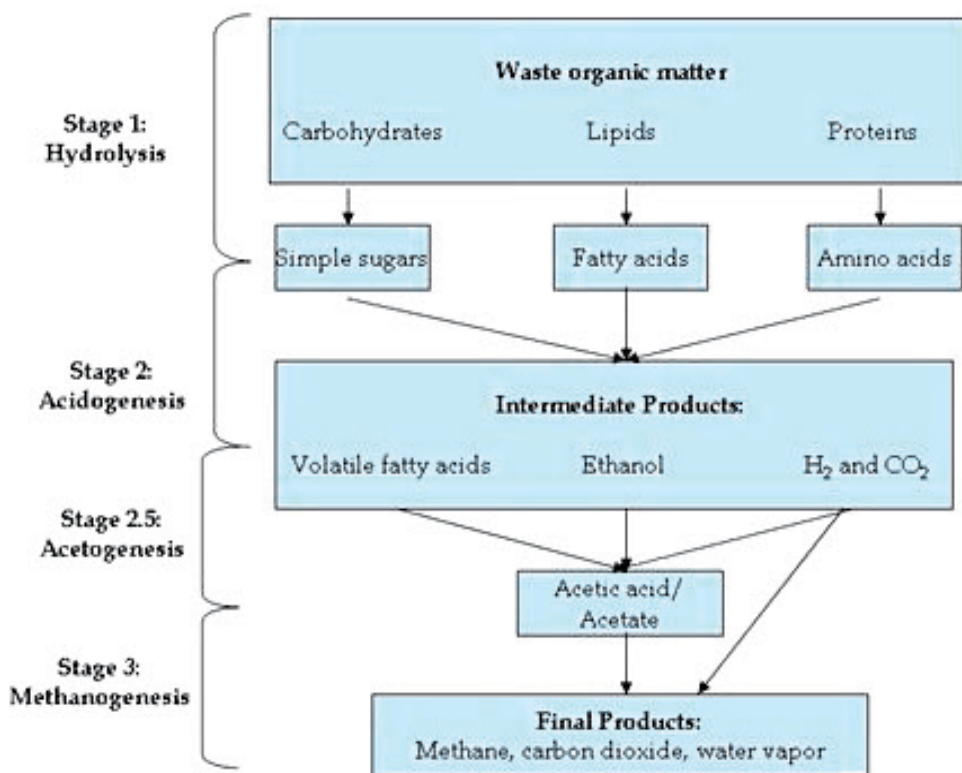 Waste organic matter
Stage 1:
Hydrolysis
Carbohydrates Lipids Proteins
Simple sugars Fatty acids Amino acids
Stage 2:
Acidogenesis
Intermediate Products:
Volatile fatty acids Ethanol H₂ and CO₂
Stage 2.5:
Acetogenesis
Acetic acid/
Acetate
Stage 3:
Methanogenesis
Final Products:
Methane, carbon dioxide, water vapor